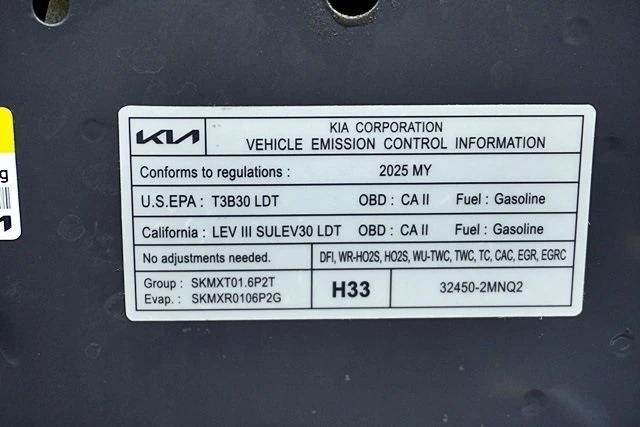 KIA
KIA CORPORATION
VEHICLE EMISSION CONTROL INFORMATION
Conforms to regulations : 2025 MY
U.S.EPA : T3B30 LDT OBD : CA II Fuel : Gasoline
California : LEV III SULEV30 LDT OBD : CA II Fuel : Gasoline
No adjustments needed. DFI, WR-HO2S, HO2S, WU-TWC, TWC, TC, CAC, EGR, EGRC
Group : SKMXT01.6P2T
Evap. : SKMXR0106P2G
H33
32450-2MNQ2
g